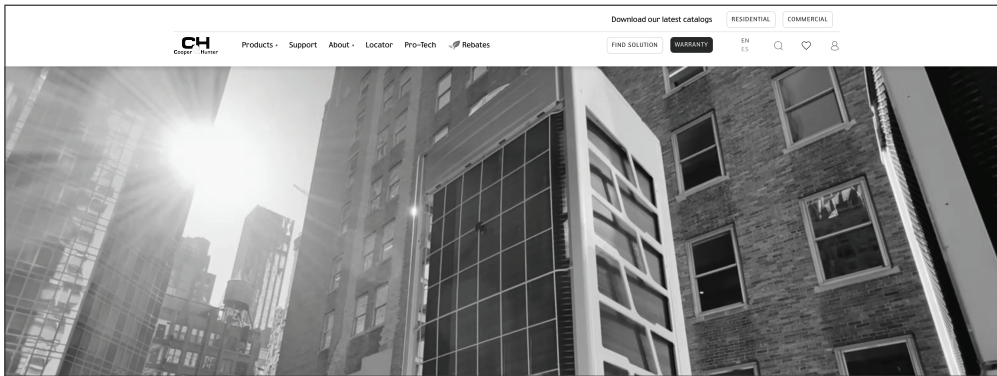 Download our latest catalogs RESIDENTIAL COMMERCIAL
CH
Cooper Hunter
Products Support About Locator Pro-Tech Rebates FIND SOLUTION WARRANTY EN
ES